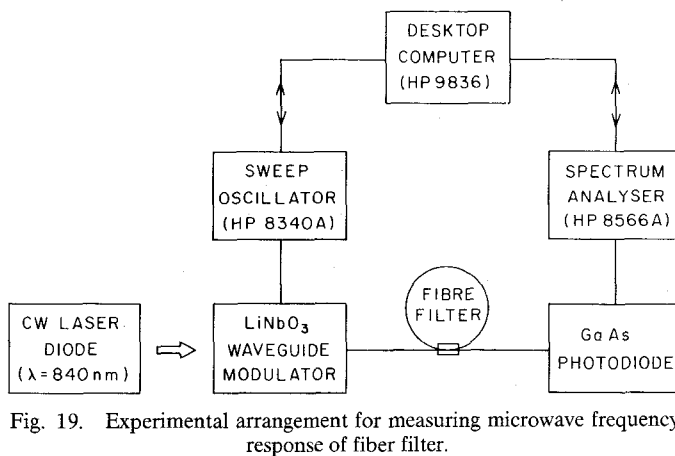 DESKTOP
COMPUTER
(HP 9836)
SWEEP
OSCILLATOR
(HP 8340A)
SPECTRUM
ANALYSER
(HP 8566A)
FIBRE
FILTER
CW LASER
DIODE
(λ = 840 nm)
LiNbO3
WAVEGUIDE
MODULATOR
GaAs
PHOTODIODE
Fig. 19. Experimental arrangement for measuring microwave frequency
response of fiber filter.